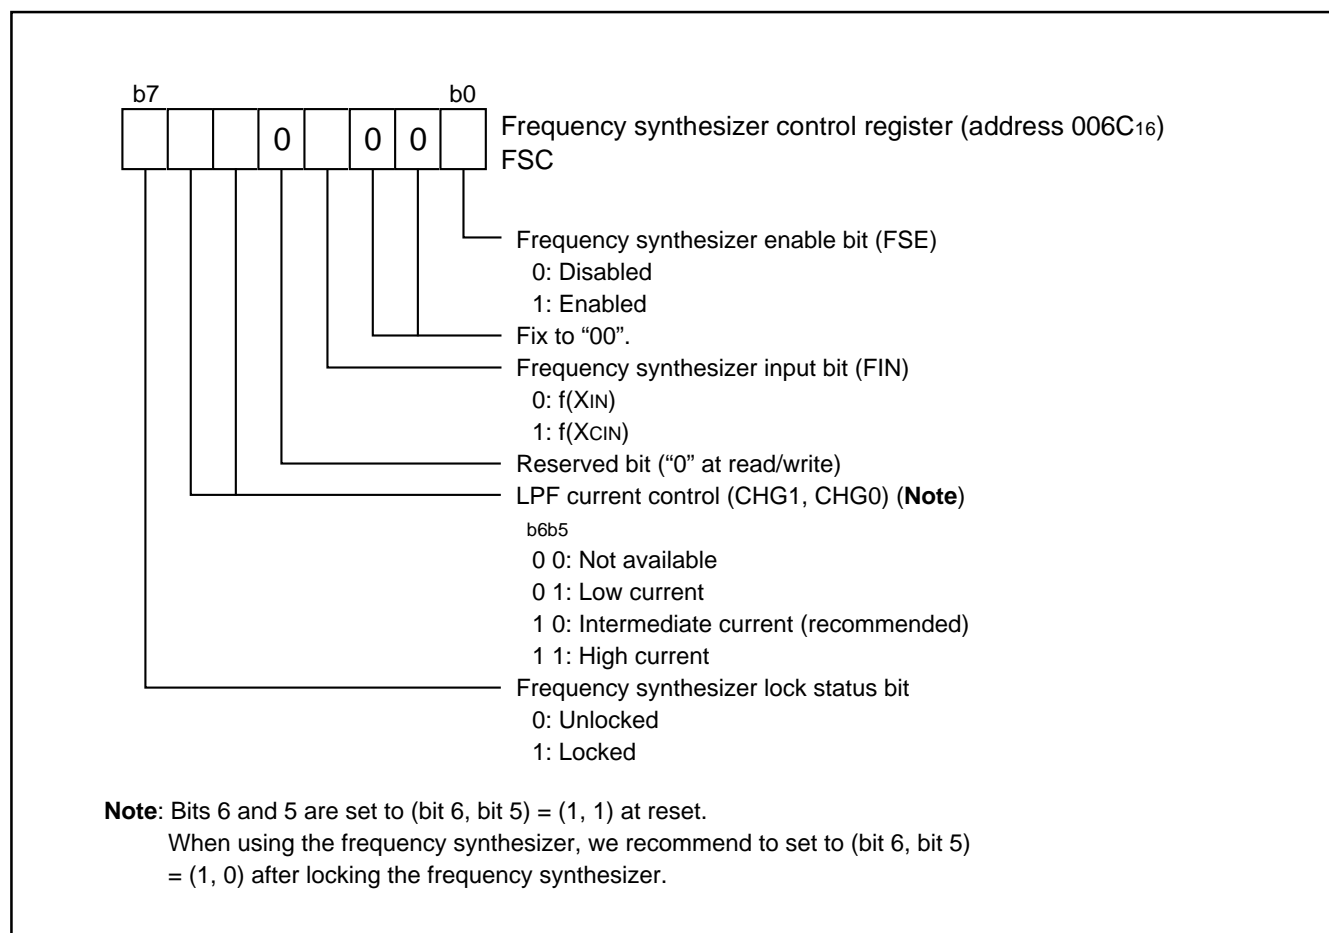 b7 b0
0 0 0
Frequency synthesizer control register (address 006C16)
FSC
Frequency synthesizer enable bit (FSE)
0: Disabled
1: Enabled
Fix to “00”.
Frequency synthesizer input bit (FIN)
0: f(XIN)
1: f(XCIN)
Reserved bit (“0” at read/write)
LPF current control (CHG1, CHG0) (Note)
b6b5
0 0: Not available
0 1: Low current
1 0: Intermediate current (recommended)
1 1: High current
Frequency synthesizer lock status bit
0: Unlocked
1: Locked
Note: Bits 6 and 5 are set to (bit 6, bit 5) = (1, 1) at reset.
When using the frequency synthesizer, we recommend to set to (bit 6, bit 5)
= (1, 0) after locking the frequency synthesizer.